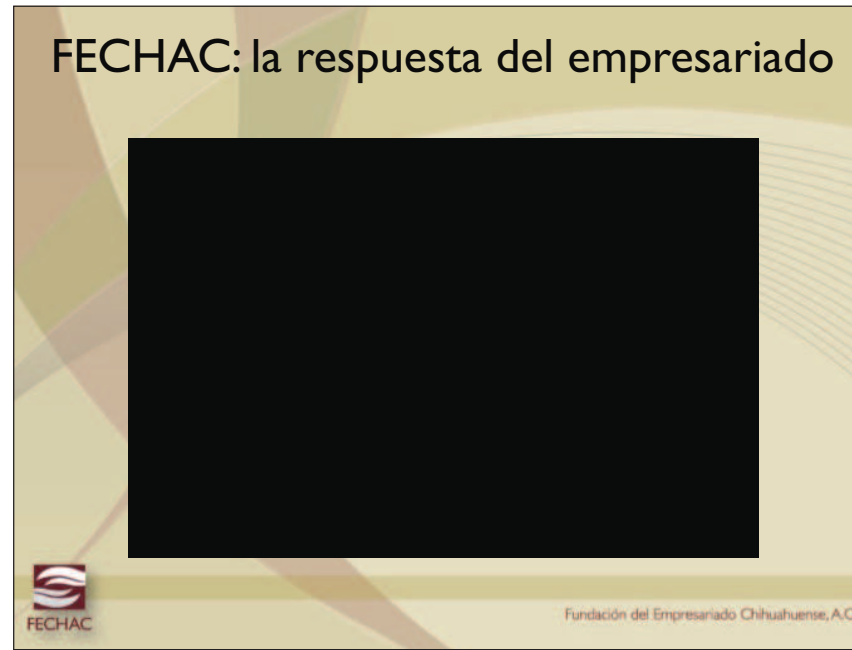 FECHAC: la respuesta del empresariado
FECHAC
Fundación del Empresariado Chihuahuense, A.C